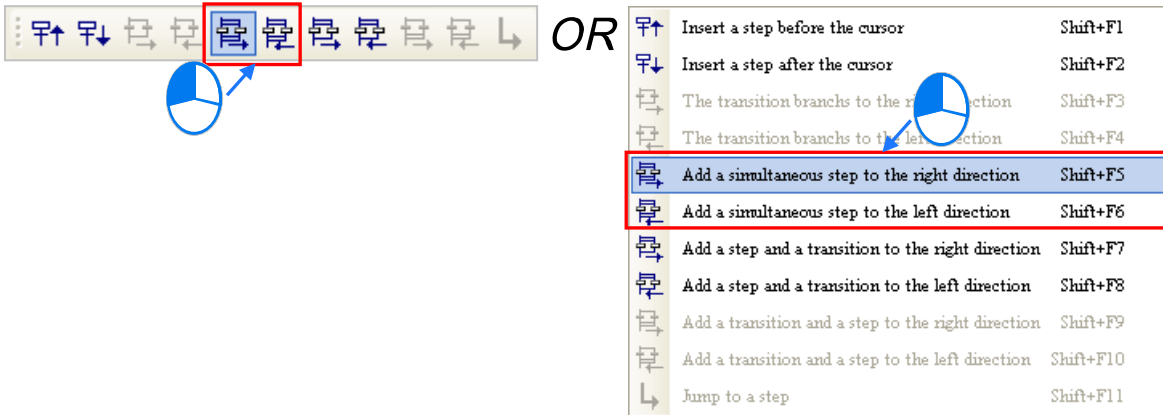 OR
Insert a step before the cursor Shift+F1
Insert a step after the cursor Shift+F2
The transition branchs to the ction Shift+F3
The transition branchs to the ection Shift+F4
Add a simultaneous step to the right direction Shift+F5
Add a simultaneous step to the left direction Shift+F6
Add a step and a transition to the right direction Shift+F7
Add a step and a transition to the left direction Shift+F8
Add a transition and a step to the right direction Shift+F9
Add a transition and a step to the left direction Shift+F10
Jump to a step Shift+F11